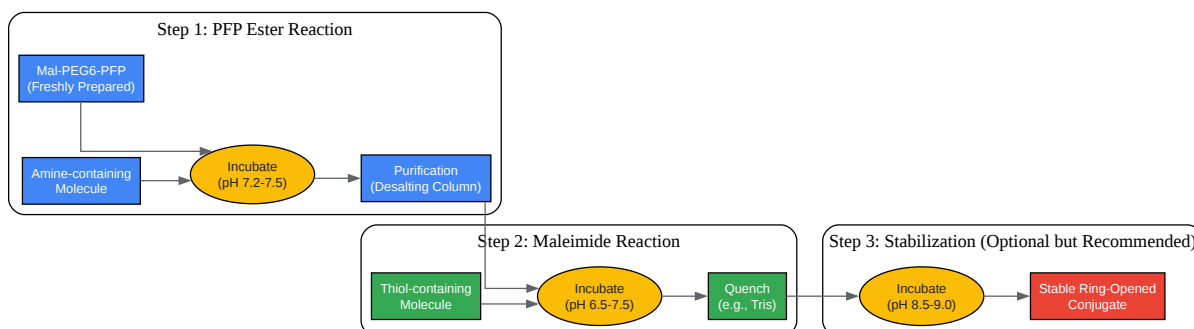 Step 1: PFP Ester Reaction
Mal-PEG6-PFP
(Freshly Prepared)
Amine-containing
Molecule
Incubate
(pH 7.2-7.5)
Purification
(Desalting Column)
Step 2: Maleimide Reaction
Thiol-containing
Molecule
Incubate
(pH 6.5-7.5)
Quench
(e.g., Tris)
Step 3: Stabilization (Optional but Recommended)
Incubate
(pH 8.5-9.0)
Stable Ring-Opened
Conjugate